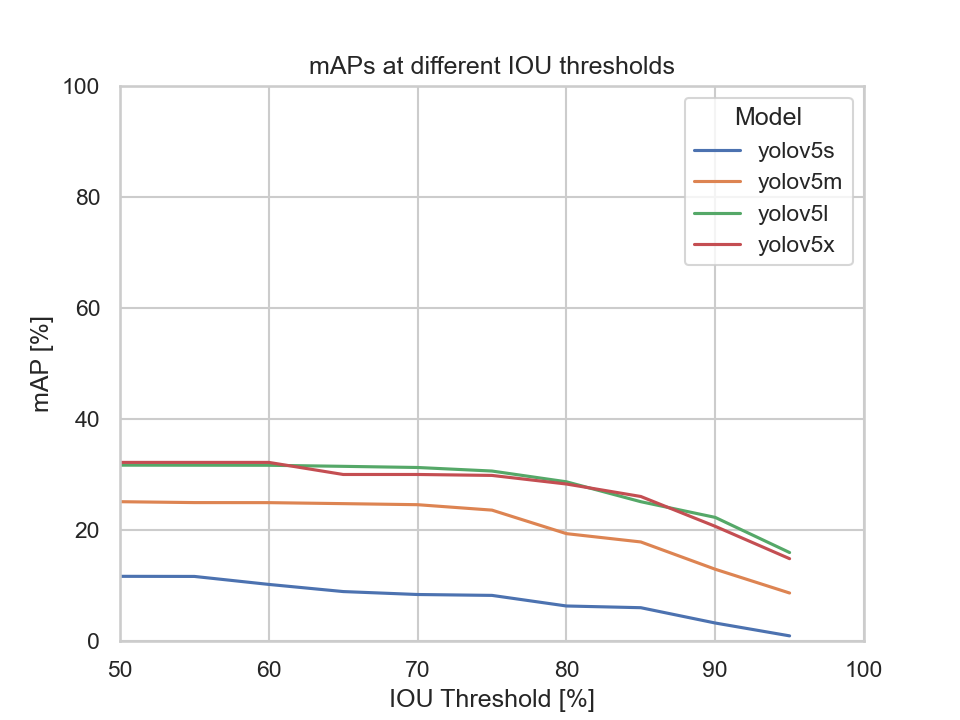 mAPs at different IOU thresholds
100
80
60
40
20
0
mAP [%]
50 60 70 80 90 100
IOU Threshold [%]
Model
yolov5s
yolov5m
yolov5l
yolov5x